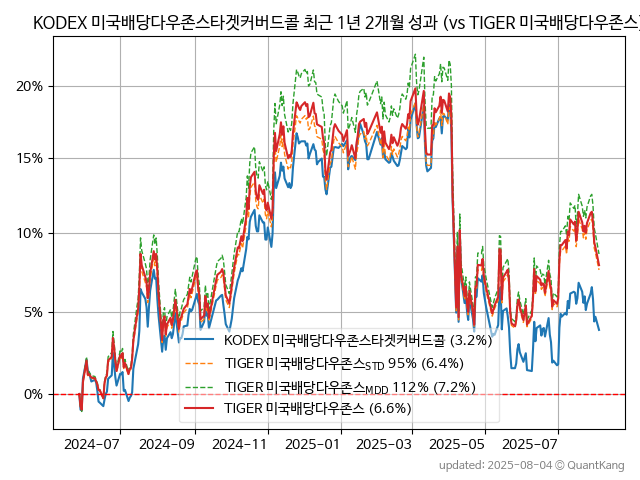 KODEX 미국배당다우존스타겟커버드콜 최근 1년 2개월 성과 (vs TIGER 미국배당다우존스)
20%
15%
10%
5%
0%
KODEX 미국배당다우존스타겟커버드콜 (3.2%)
TIGER 미국배당다우존스STD 95% (6.4%)
TIGER 미국배당다우존스MDD 112% (7.2%)
TIGER 미국배당다우존스 (6.6%)
2024-07 2024-09 2024-11 2025-01 2025-03 2025-05 2025-07
updated: 2025-08-04 © QuantKang